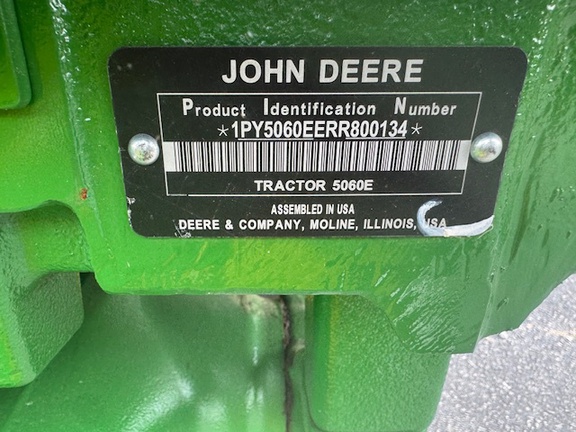 JOHN DEERE
Product Identification Number
*1PY5060EERR800134*
TRACTOR 5060E
ASSEMBLED IN USA
DEERE & COMPANY, MOLINE, ILLINOIS, USA